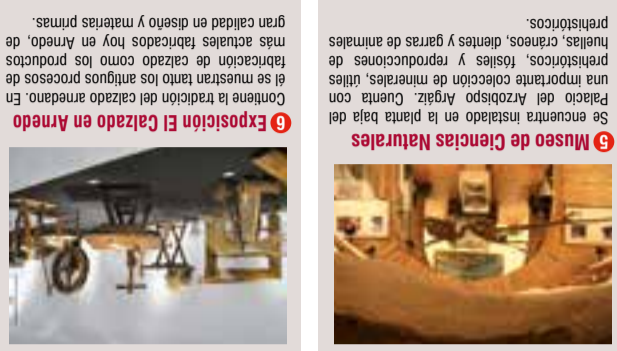 5 Museo de Ciencias Naturales
Se encuentra instalado en la planta baja del
Palacio del Arzobispo Argáiz. Cuenta con
una importante colección de minerales, útiles
prehistóricos, fósiles y reproducciones de
huellas, cráneos, dientes y garras de animales
prehistóricos.
6 Exposición El Calzado en Arnedo
Contiene la tradición del calzado arnedano. En
él se muestran tanto los antiguos procesos de
fabricación de calzado como los productos
más actuales fabricados hoy en Arnedo, de
gran calidad en diseño y materias primas.